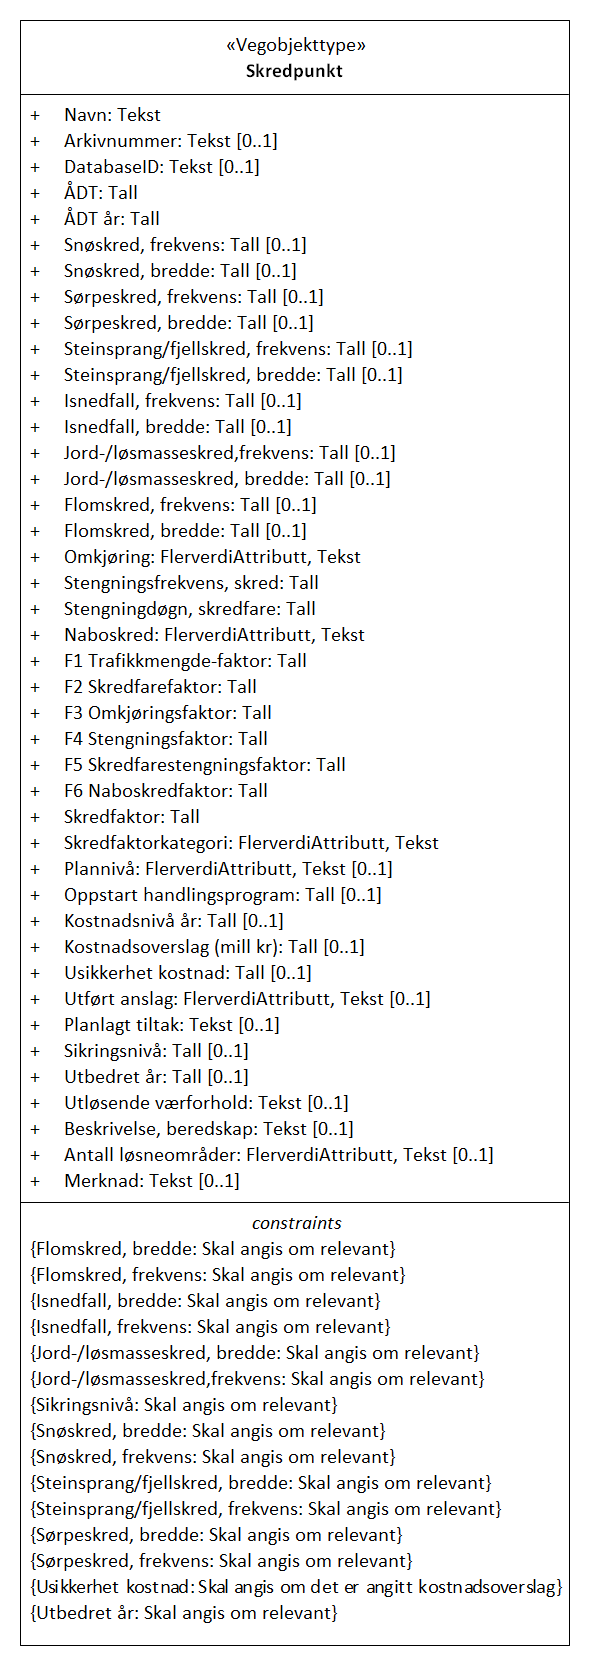 «Vegobjekttype»
Skredpunkt
+ Navn: Tekst
+ Arkivnummer: Tekst [0..1]
+ DatabaseID: Tekst [0..1]
+ ÅDT: Tall
+ ÅDT år: Tall
+ Snøskred, frekvens: Tall [0..1]
+ Snøskred, bredde: Tall [0..1]
+ Sørpeskred, frekvens: Tall [0..1]
+ Sørpeskred, bredde: Tall [0..1]
+ Steinsprang/fjellskred, frekvens: Tall [0..1]
+ Steinsprang/fjellskred, bredde: Tall [0..1]
+ Isnedfall, frekvens: Tall [0..1]
+ Isnedfall, bredde: Tall [0..1]
+ Jord-/løsmasseskred,frekvens: Tall [0..1]
+ Jord-/løsmasseskred, bredde: Tall [0..1]
+ Flomskred, frekvens: Tall [0..1]
+ Flomskred, bredde: Tall [0..1]
+ Omkjøring: FlerverdiAttributt, Tekst
+ Stengningsfrekvens, skred: Tall
+ Stengningdøgn, skredfare: Tall
+ Naboskred: FlerverdiAttributt, Tekst
+ F1 Trafikkmengde-faktor: Tall
+ F2 Skredfarefaktor: Tall
+ F3 Omkjøringsfaktor: Tall
+ F4 Stengningsfaktor: Tall
+ F5 Skredfarestengningsfaktor: Tall
+ F6 Naboskredfaktor: Tall
+ Skredfaktor: Tall
+ Skredfaktorkategori: FlerverdiAttributt, Tekst
+ Plannivå: FlerverdiAttributt, Tekst [0..1]
+ Oppstart handlingsprogram: Tall [0..1]
+ Kostnadsnivå år: Tall [0..1]
+ Kostnadsoverslag (mill kr): Tall [0..1]
+ Usikkerhet kostnad: Tall [0..1]
+ Utført anslag: FlerverdiAttributt, Tekst [0..1]
+ Planlagt tiltak: Tekst [0..1]
+ Sikringsnivå: Tall [0..1]
+ Utbedret år: Tall [0..1]
+ Utløsende værforhold: Tekst [0..1]
+ Beskrivelse, beredskap: Tekst [0..1]
+ Antall løsneområder: FlerverdiAttributt, Tekst [0..1]
+ Merknad: Tekst [0..1]
constraints
{Flomskred, bredde: Skal angis om relevant}
{Flomskred, frekvens: Skal angis om relevant}
{Isnedfall, bredde: Skal angis om relevant}
{Isnedfall, frekvens: Skal angis om relevant}
{Jord-/løsmasseskred, bredde: Skal angis om relevant}
{Jord-/løsmasseskred,frekvens: Skal angis om relevant}
{Sikringsnivå: Skal angis om relevant}
{Snøskred, bredde: Skal angis om relevant}
{Snøskred, frekvens: Skal angis om relevant}
{Steinsprang/fjellskred, bredde: Skal angis om relevant}
{Steinsprang/fjellskred, frekvens: Skal angis om relevant}
{Sørpeskred, bredde: Skal angis om relevant}
{Sørpeskred, frekvens: Skal angis om relevant}
{Usikkerhet kostnad: Skal angis om det er angitt kostnadsoverslag}
{Utbedret år: Skal angis om relevant}